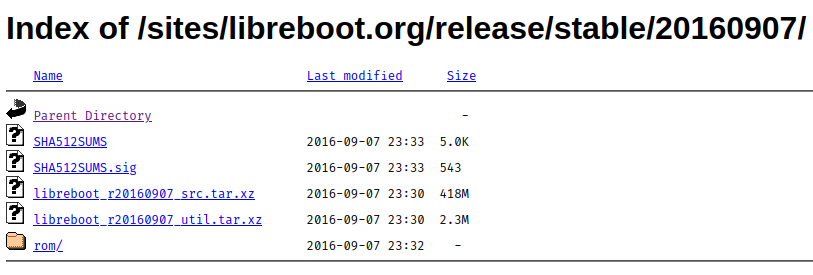 Index of /sites/libreboot.org/release/stable/20160907/
Name Last modified Size
Parent Directory -
SHA512SUMS 2016-09-07 23:33 5.0K
SHA512SUMS.sig 2016-09-07 23:33 543
libreboot_r20160907_src.tar.xz 2016-09-07 23:30 418M
libreboot_r20160907_util.tar.xz 2016-09-07 23:30 2.3M
rom/ 2016-09-07 23:32 -